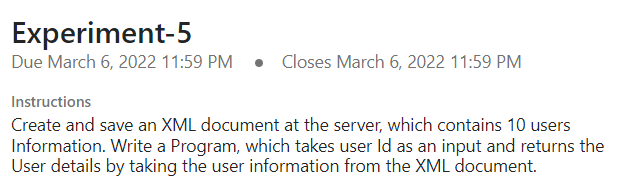 Experiment-5
Due March 6, 2022 11:59 PM ● Closes March 6, 2022 11:59 PM
Instructions
Create and save an XML document at the server, which contains 10 users
Information. Write a Program, which takes user Id as an input and returns the
User details by taking the user information from the XML document.